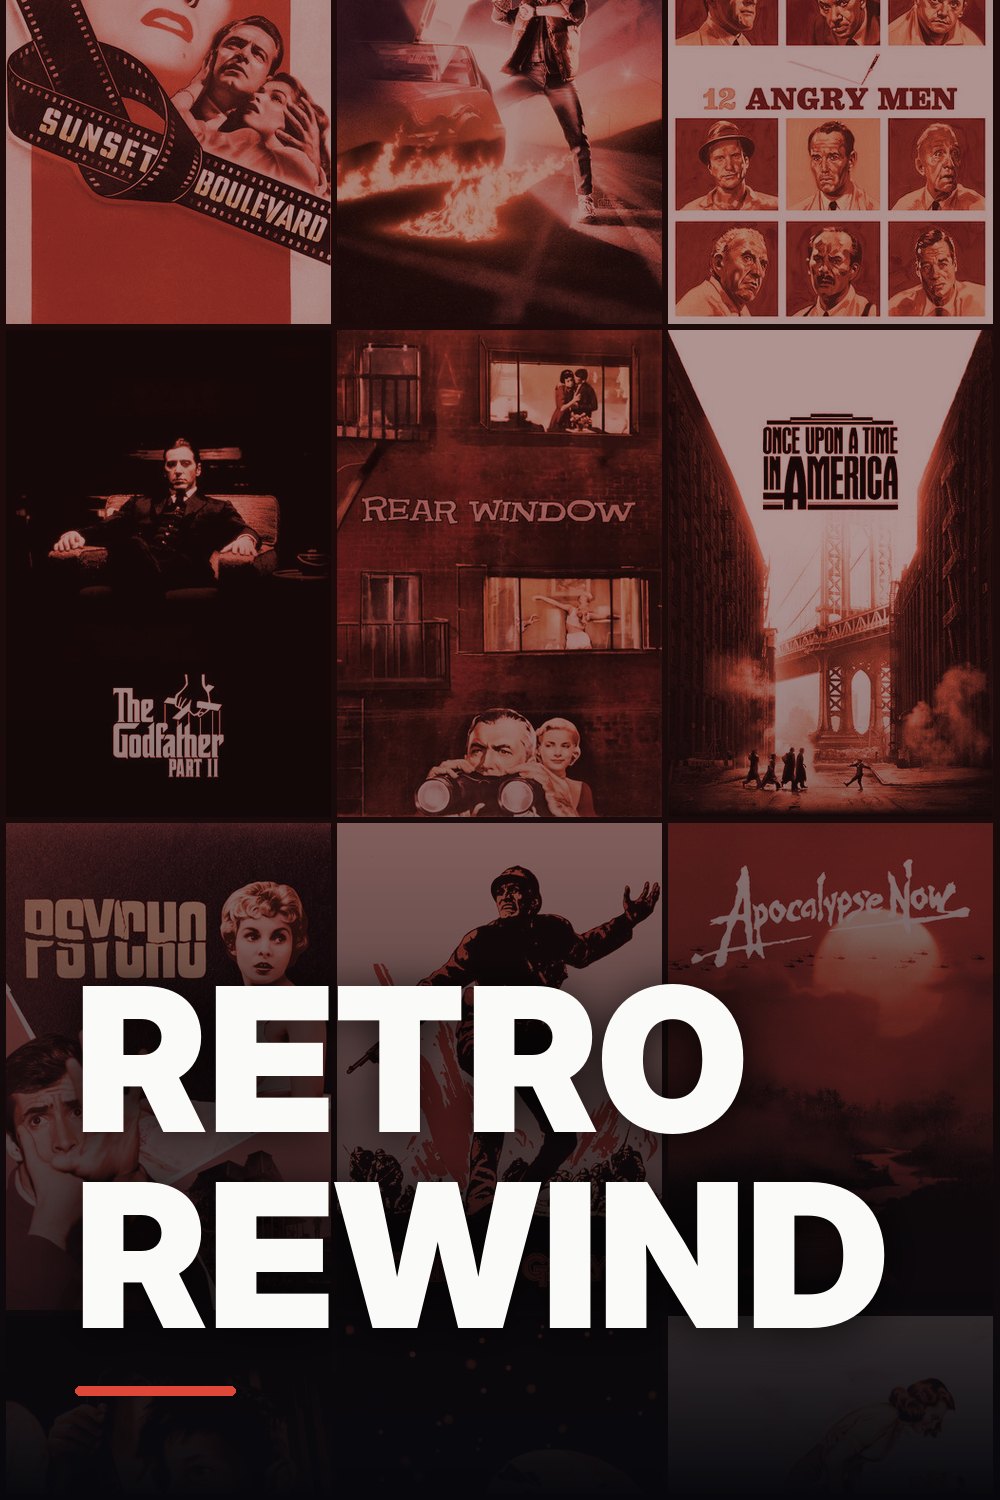 SUNSET
BOULEVARD
12 ANGRY MEN
The
Godfather
PART II
REAR WINDOW
ONCE UPON A TIME
IN AMERICA
PSYCHO
Apocalypse Now
RETRO
REWIND